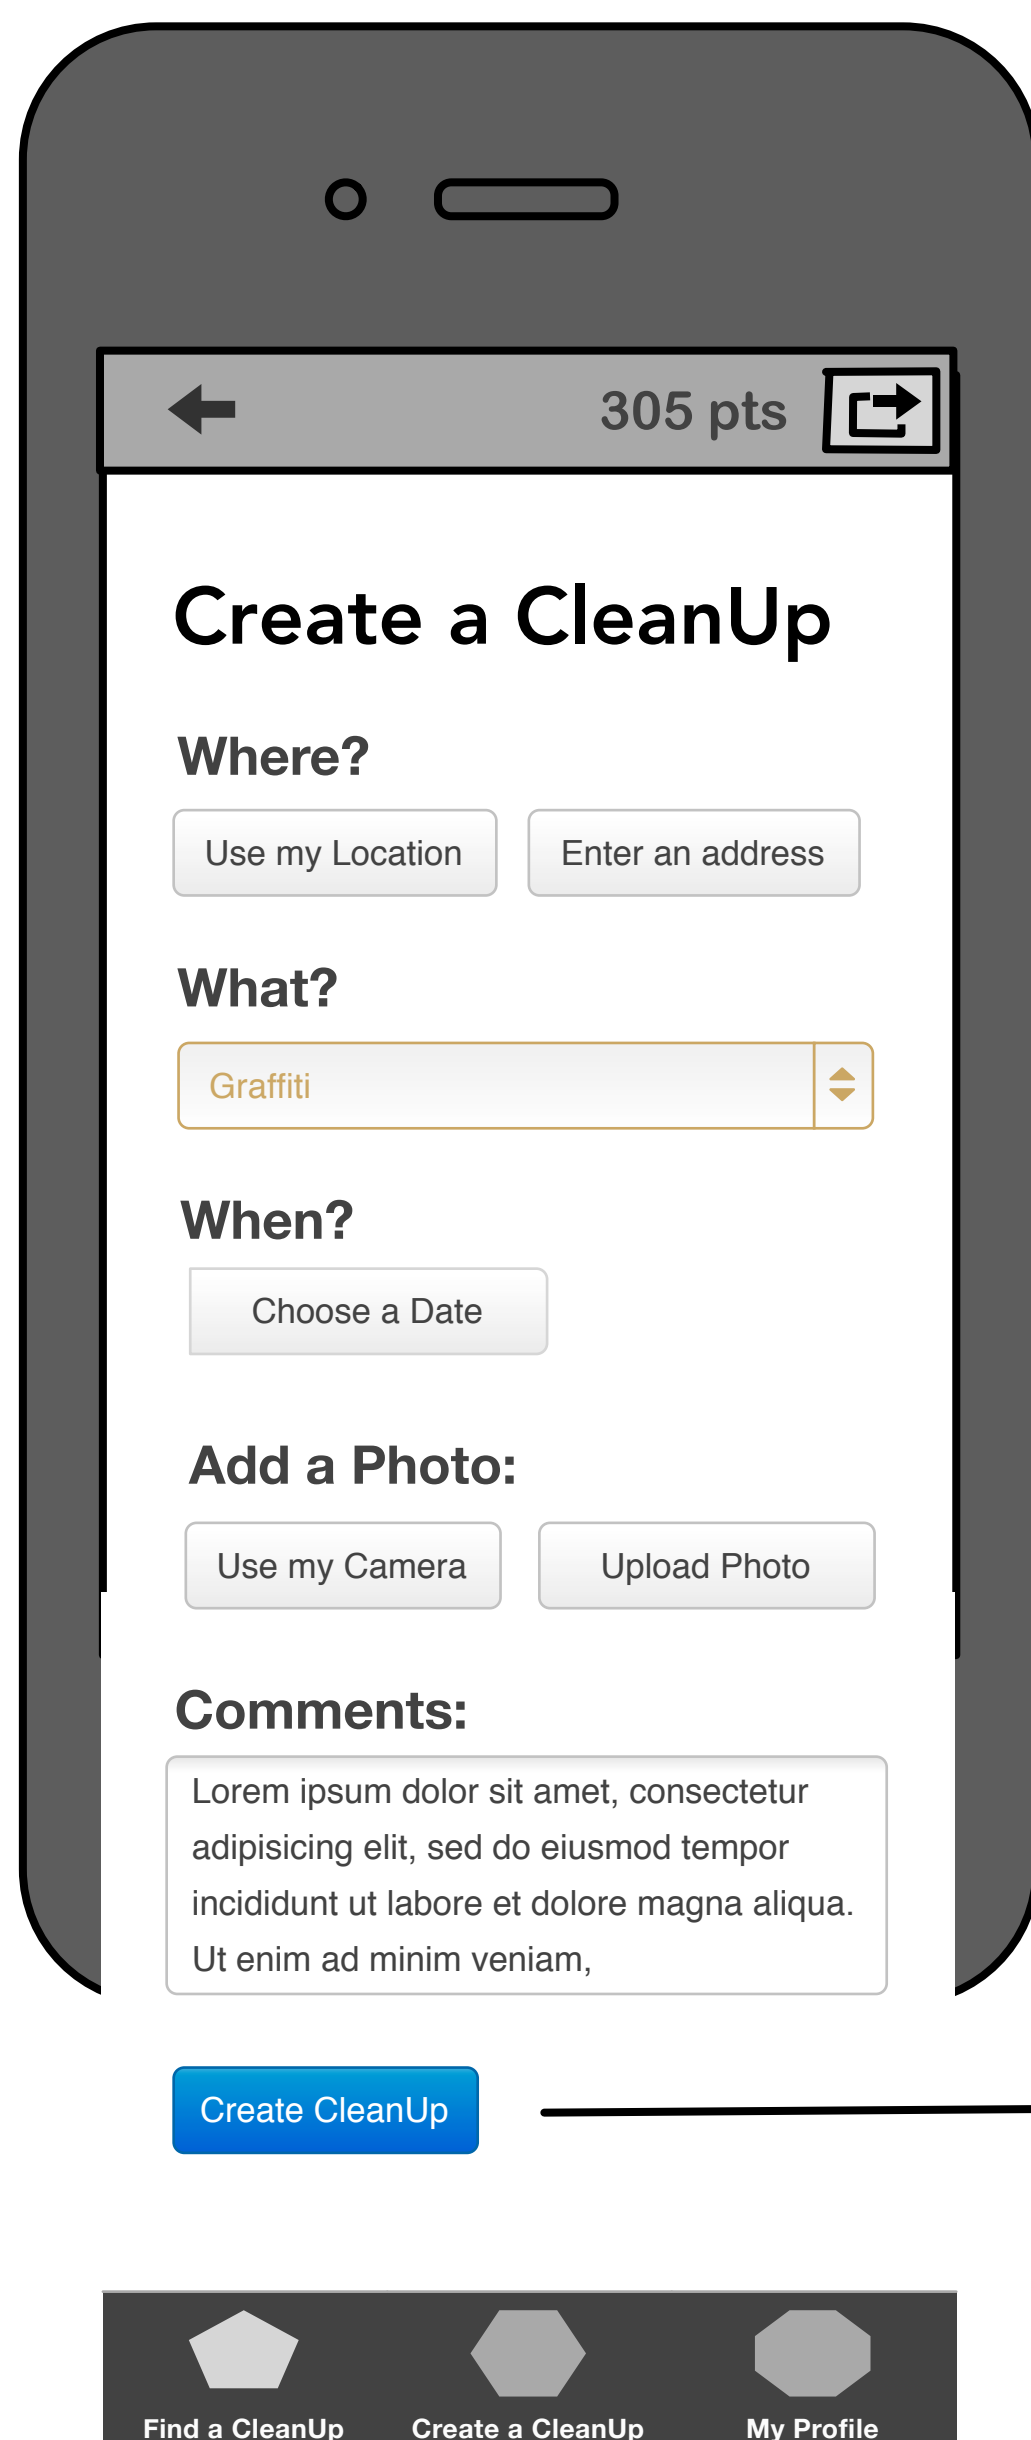 305 pts
Create a CleanUp
Where?
Use my Location Enter an address
What?
Graffiti
When?
Choose a Date
Add a Photo:
Use my Camera Upload Photo
Comments:
Lorem ipsum dolor sit amet, consectetur
adipisicing elit, sed do eiusmod tempor
incididunt ut labore et dolore magna aliqua.
Ut enim ad minim veniam,
Create CleanUp
Find a CleanUp Create a CleanUp My Profile